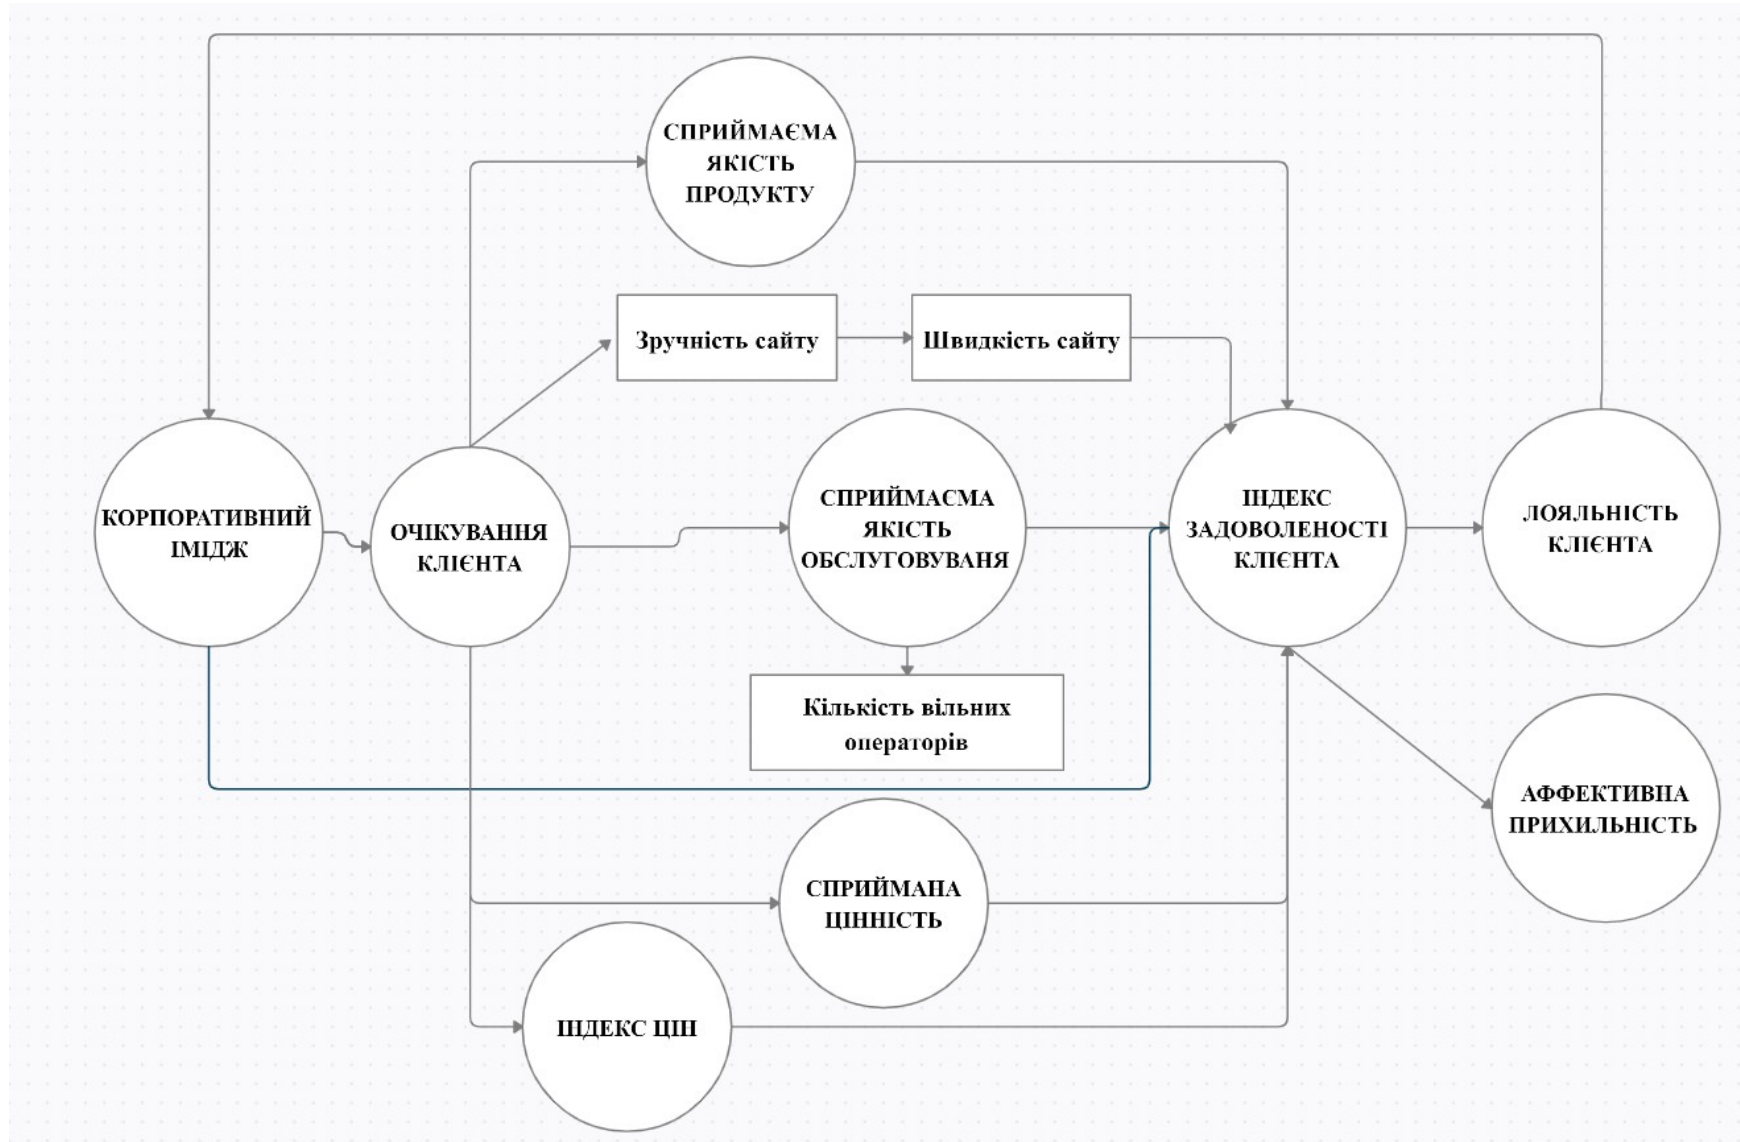 СПРИЙМАЄМА
ЯКІСТЬ
ПРОДУКТУ
Зручність сайту
Швидкість сайту
КОРПОРАТИВНИЙ
ІМІДЖ
ОЧІКУВАННЯ
КЛІЄНТА
СПРИЙМАЄМА
ЯКІСТЬ
ОБСЛУГОВУВАНЯ
ІНДЕКС
ЗАДОВОЛЕНОСТІ
КЛІЄНТА
ЛОЯЛЬНІСТЬ
КЛІЄНТА
Кількість вільних
операторів
АФФЕКТИВНА
ПРИХИЛЬНІСТЬ
СПРИЙМАНА
ЦІННІСТЬ
ІНДЕКС ЦІН